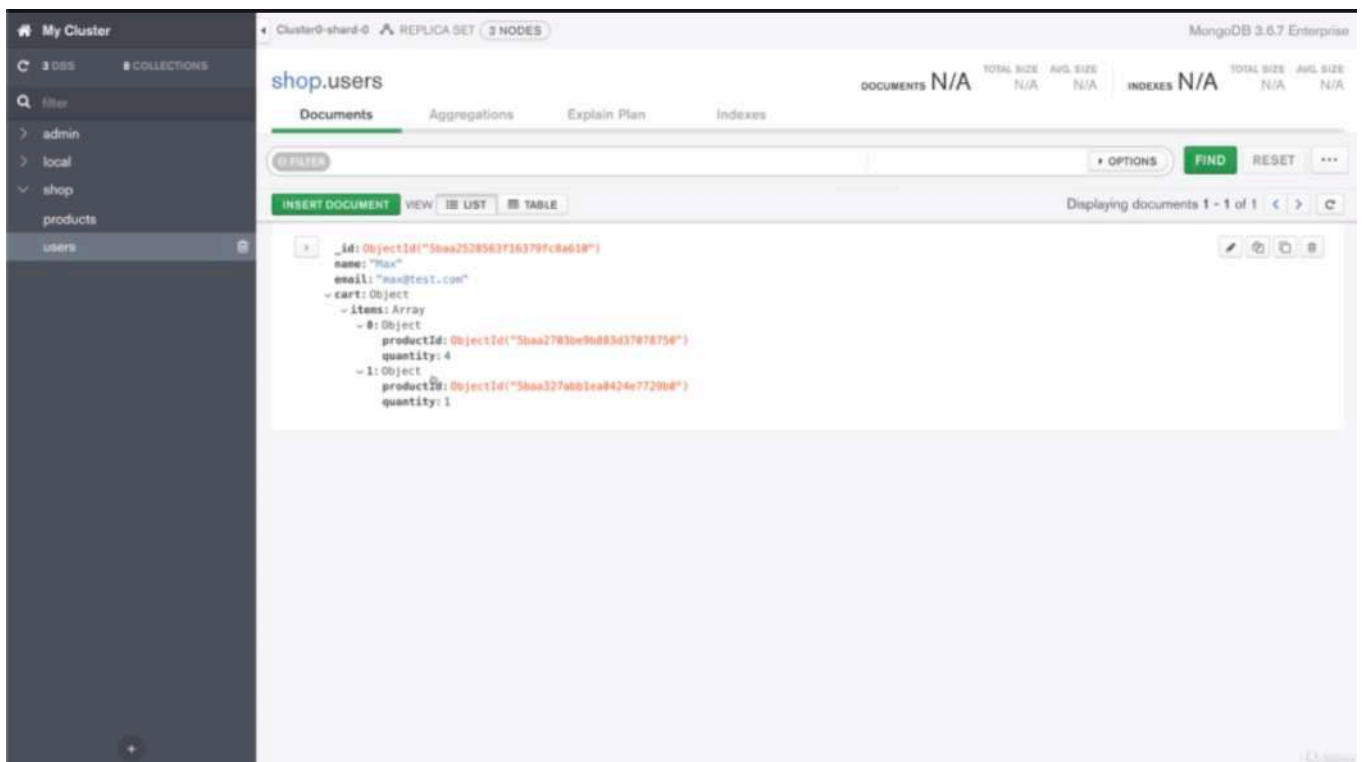 My Cluster
Cluster0-shard-0 REPLICA SET 3 NODES
MongoDB 3.6.7 Enterprise
3 DBS 8 COLLECTIONS
filter
admin
local
shop
products
users
shop.users
DOCUMENTS N/A TOTAL SIZE N/A AVG. SIZE N/A INDEXES N/A TOTAL SIZE N/A AVG. SIZE N/A
Documents Aggregations Explain Plan Indexes
FILTER
OPTIONS FIND RESET ...
INSERT DOCUMENT VIEW LIST TABLE
Displaying documents 1 - 1 of 1
_id: ObjectId("5baa2528563f16379fc8a610")
name: "Max"
email: "max@test.com"
cart: Object
items: Array
0: Object
productId: ObjectId("5baa2703be9b883d37078750")
quantity: 4
1: Object
productId: ObjectId("5baa327abb1ea0424e7729b0")
quantity: 1